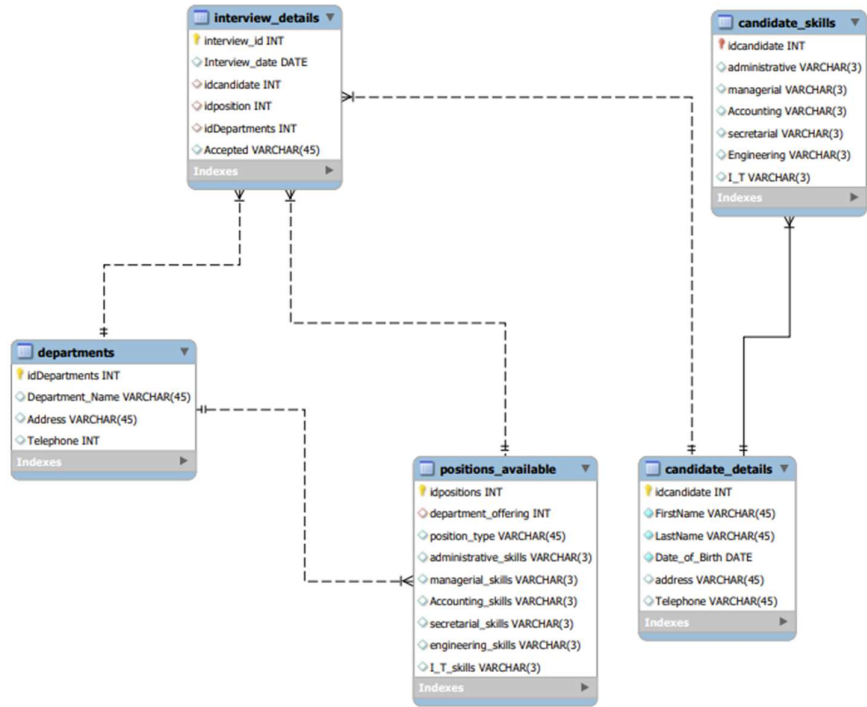 interview_details
interview_id INT
Interview_date DATE
idcandidate INT
idposition INT
idDepartments INT
Accepted VARCHAR(45)
Indexes
candidate_skills
idcandidate INT
administrative VARCHAR(3)
managerial VARCHAR(3)
Accounting VARCHAR(3)
secretarial VARCHAR(3)
Engineering VARCHAR(3)
I_T VARCHAR(3)
Indexes
departments
idDepartments INT
Department_Name VARCHAR(45)
Address VARCHAR(45)
Telephone INT
Indexes
positions_available
idpositions INT
department_offering INT
position_type VARCHAR(45)
administrative_skills VARCHAR(3)
managerial_skills VARCHAR(3)
Accounting_skills VARCHAR(3)
secretarial_skills VARCHAR(3)
engineering_skills VARCHAR(3)
I_T_skills VARCHAR(3)
Indexes
candidate_details
idcandidate INT
FirstName VARCHAR(45)
LastName VARCHAR(45)
Date_of_Birth DATE
address VARCHAR(45)
Telephone VARCHAR(45)
Indexes